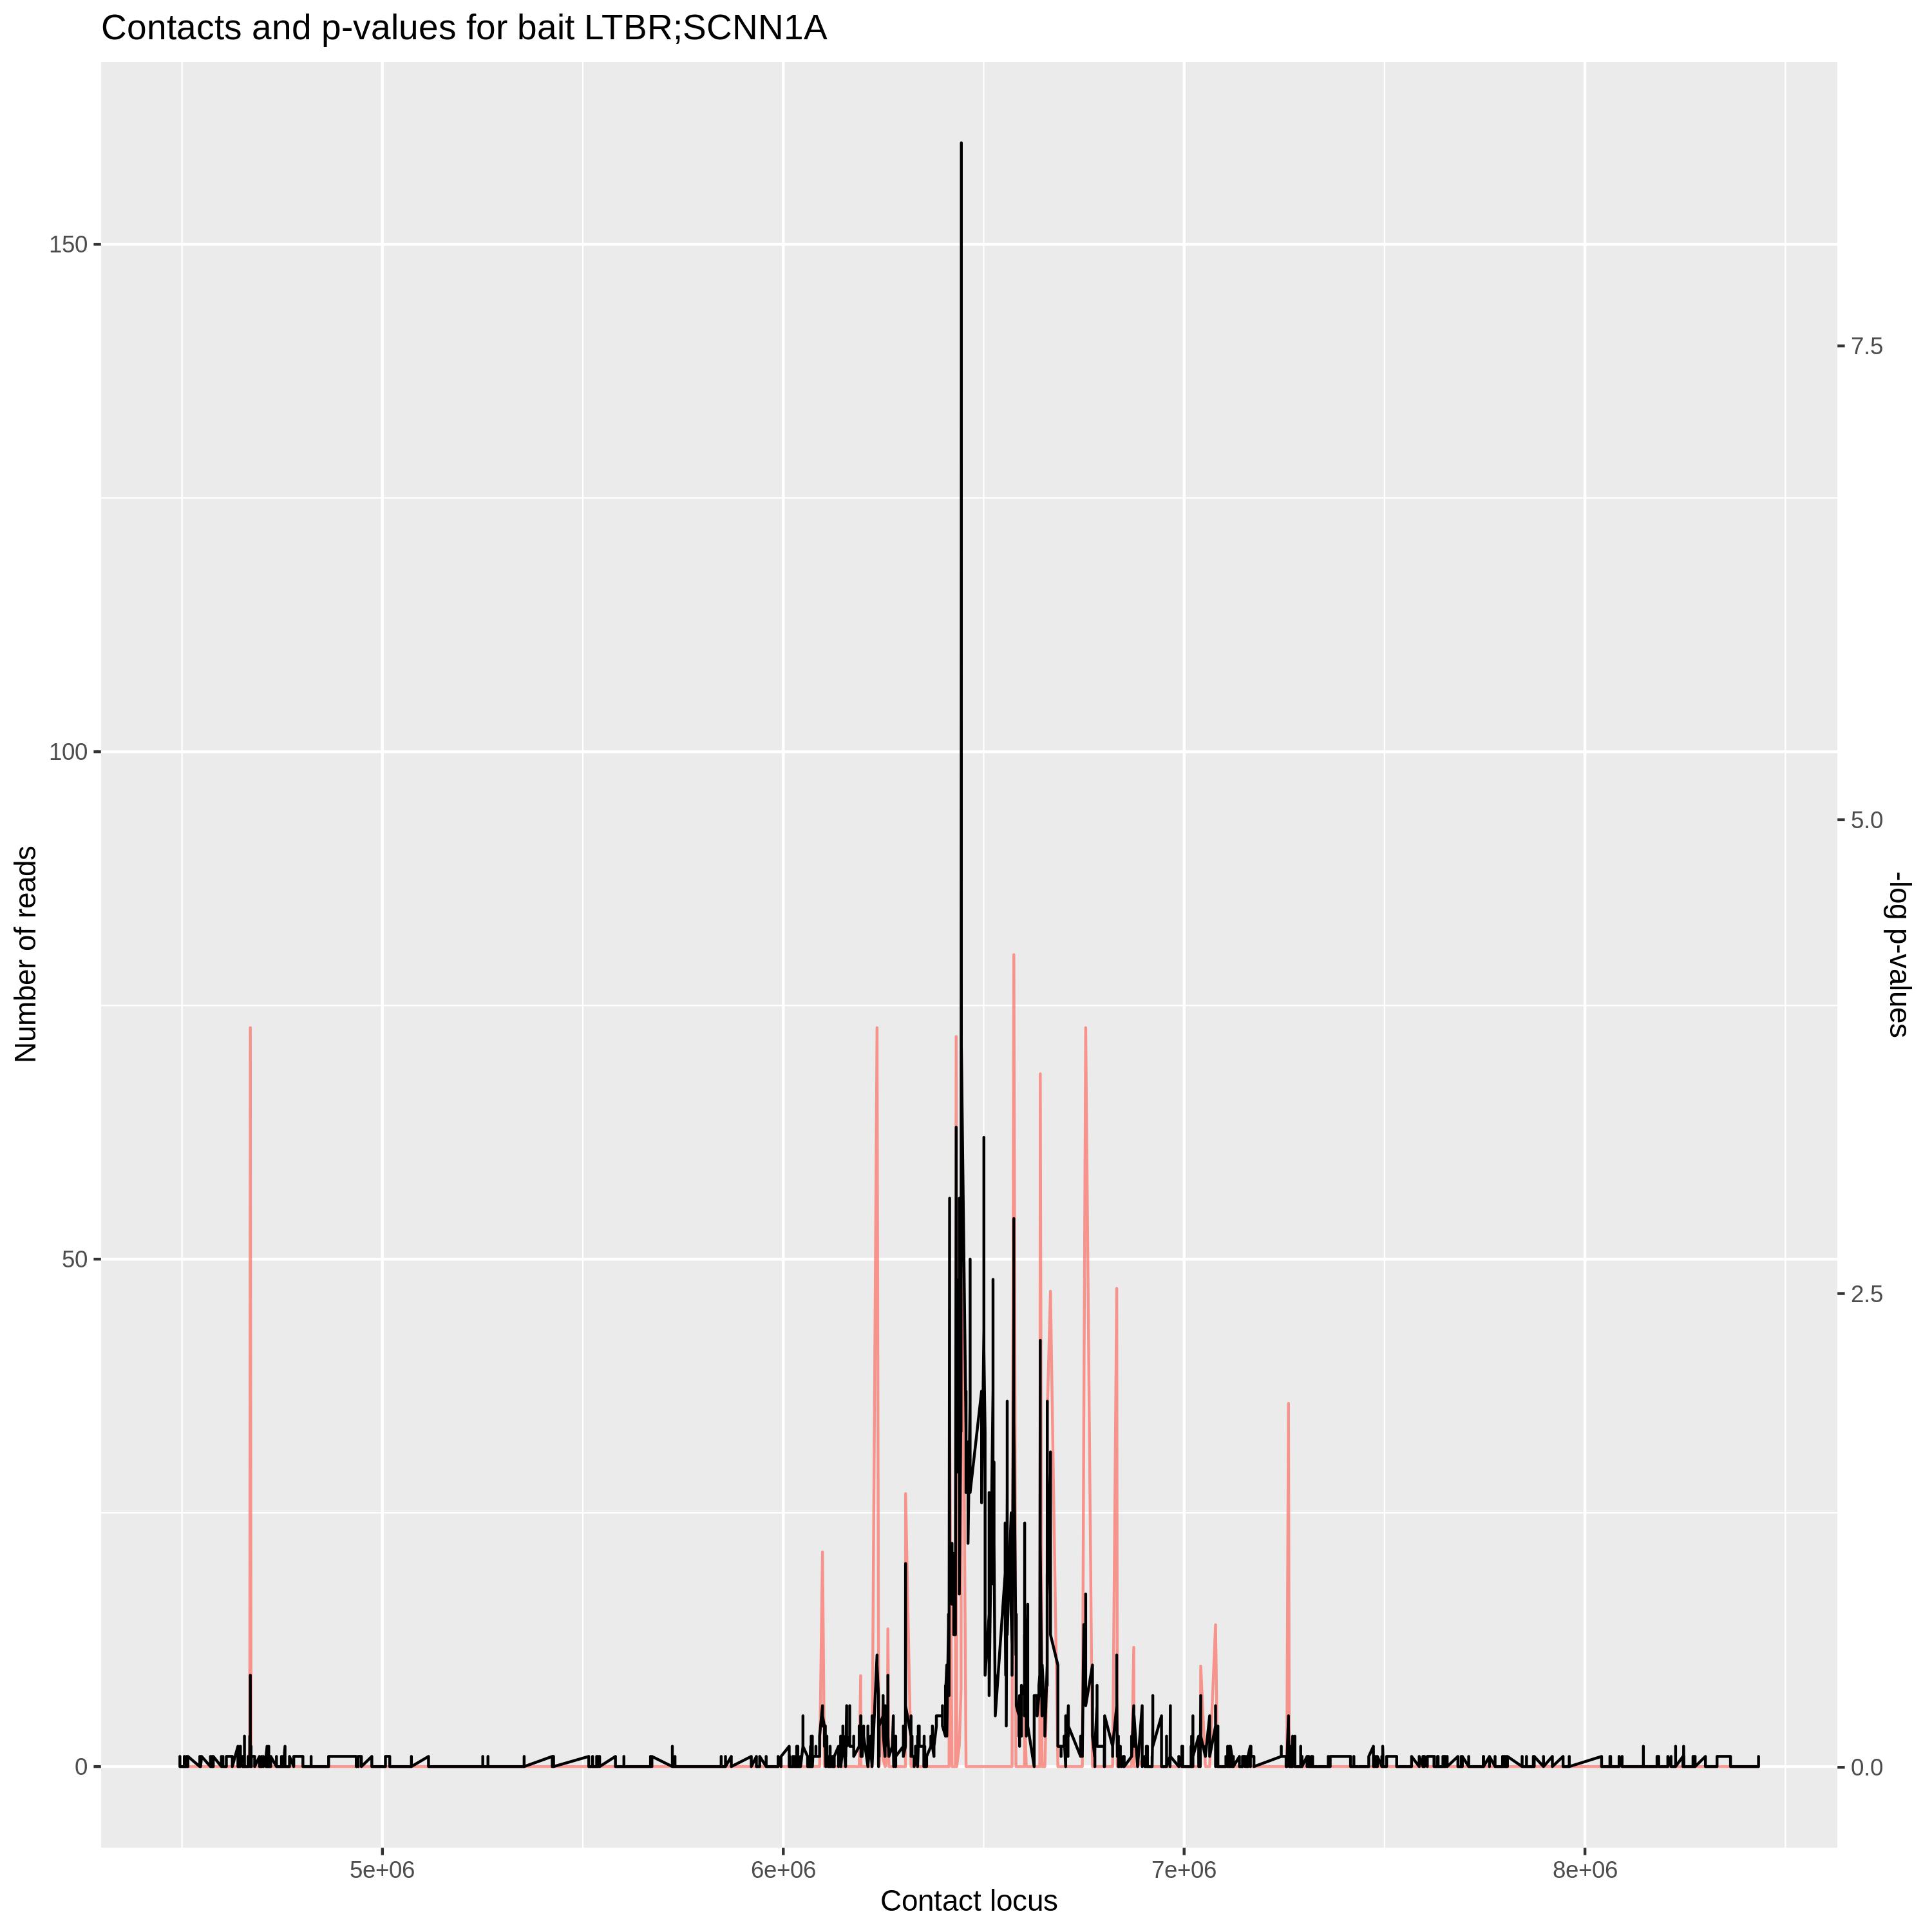 Contacts and p-values for bait LTBR;SCNN1A
150
100
50
0
Number of reads
7.5
5.0
2.5
0.0
-log p-values
5e+06
6e+06
7e+06
8e+06
Contact locus